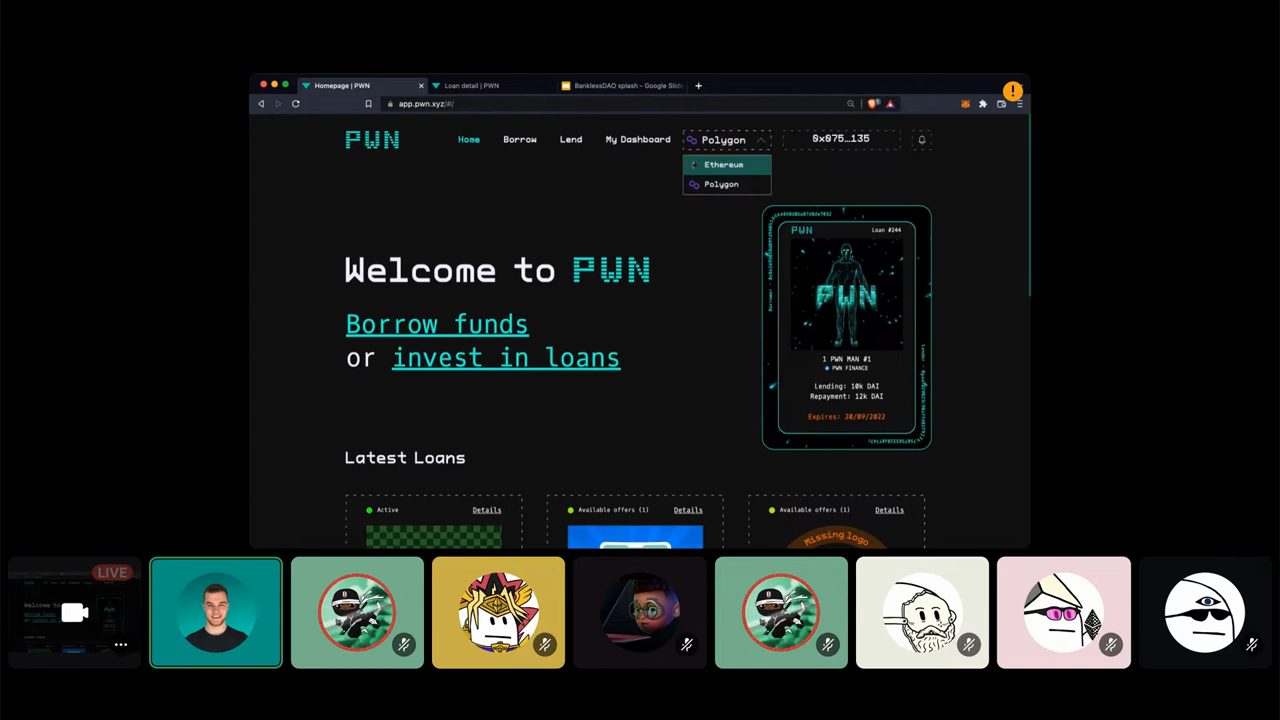 Homepage | PWN
Loan detail | PWN
BanklessDAO splash - Google Slid
app.pwn.xyz/#/
PWN
Home
Borrow
Lend
My Dashboard
Polygon
0x075…135
Ethereum
Polygon
Welcome to PWN
Borrow funds
or invest in loans
PWN
Loan #244
PWN
1 PWN MAN #1
PWN FINANCE
Lending: 10k DAI
Repayment: 12k DAI
Expires: 20/09/2022
Latest Loans
Active
Details
Available offers (1)
Details
Available offers (1)
Details
Missing logo
LIVE